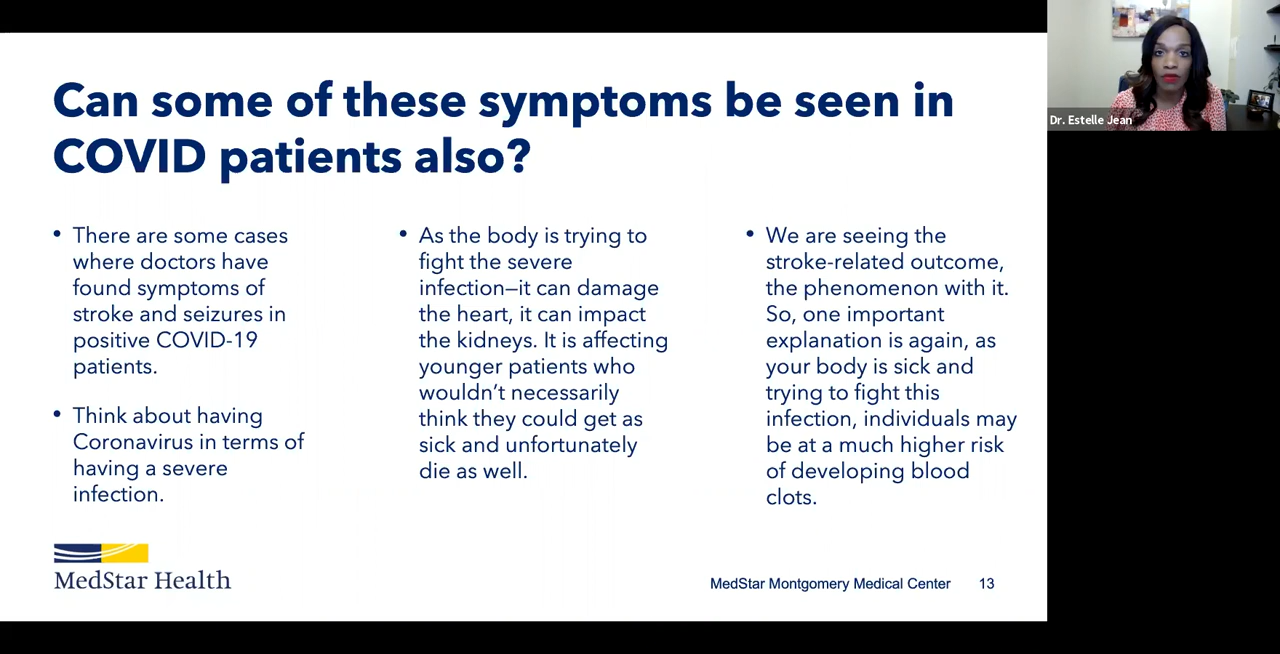 Can some of these symptoms be seen in
COVID patients also?
• There are some cases
where doctors have
found symptoms of
stroke and seizures in
positive COVID-19
patients.
• Think about having
Coronavirus in terms of
having a severe
infection.
• As the body is trying to
fight the severe
infection—it can damage
the heart, it can impact
the kidneys. It is affecting
younger patients who
wouldn’t necessarily
think they could get as
sick and unfortunately
die as well.
• We are seeing the
stroke-related outcome,
the phenomenon with it.
So, one important
explanation is again, as
your body is sick and
trying to fight this
infection, individuals may
be at a much higher risk
of developing blood
clots.
MedStar Health
MedStar Montgomery Medical Center 13
Dr. Estelle Jean